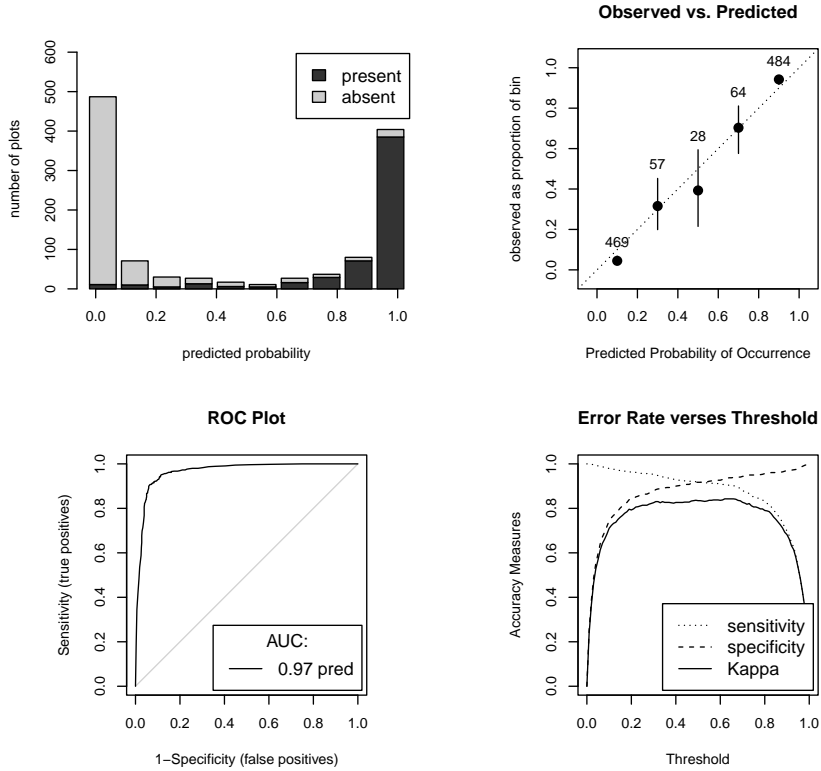 number of plots
0 100 200 300 400 500 600
present
absent
0.0 0.2 0.4 0.6 0.8 1.0
predicted probability
Observed vs. Predicted
observed as proportion of bin
0.0 0.2 0.4 0.6 0.8 1.0
469
57
28
64
484
0.0 0.2 0.4 0.6 0.8 1.0
Predicted Probability of Occurrence
ROC Plot
Sensitivity (true positives)
0.0 0.2 0.4 0.6 0.8 1.0
AUC:
0.97 pred
0.0 0.2 0.4 0.6 0.8 1.0
1−Specificity (false positives)
Error Rate verses Threshold
Accuracy Measures
0.0 0.2 0.4 0.6 0.8 1.0
sensitivity
specificity
Kappa
0.0 0.2 0.4 0.6 0.8 1.0
Threshold